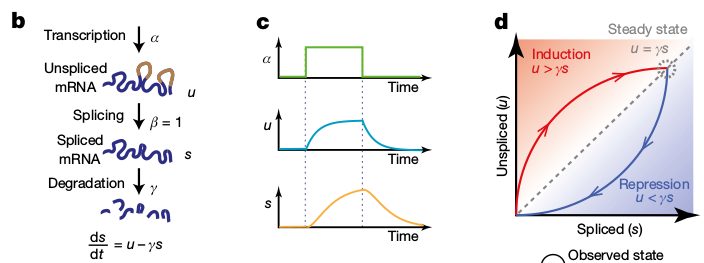 b
Transcription
α
Unspliced
mRNA
u
Splicing
β = 1
Spliced
mRNA
s
Degradation
γ
ds/dt = u – γs
c
α
Time
u
Time
s
Time
d
Steady state
u = γs
Induction
u > γs
Unspliced (u)
Repression
u < γs
Spliced (s)
Observed state